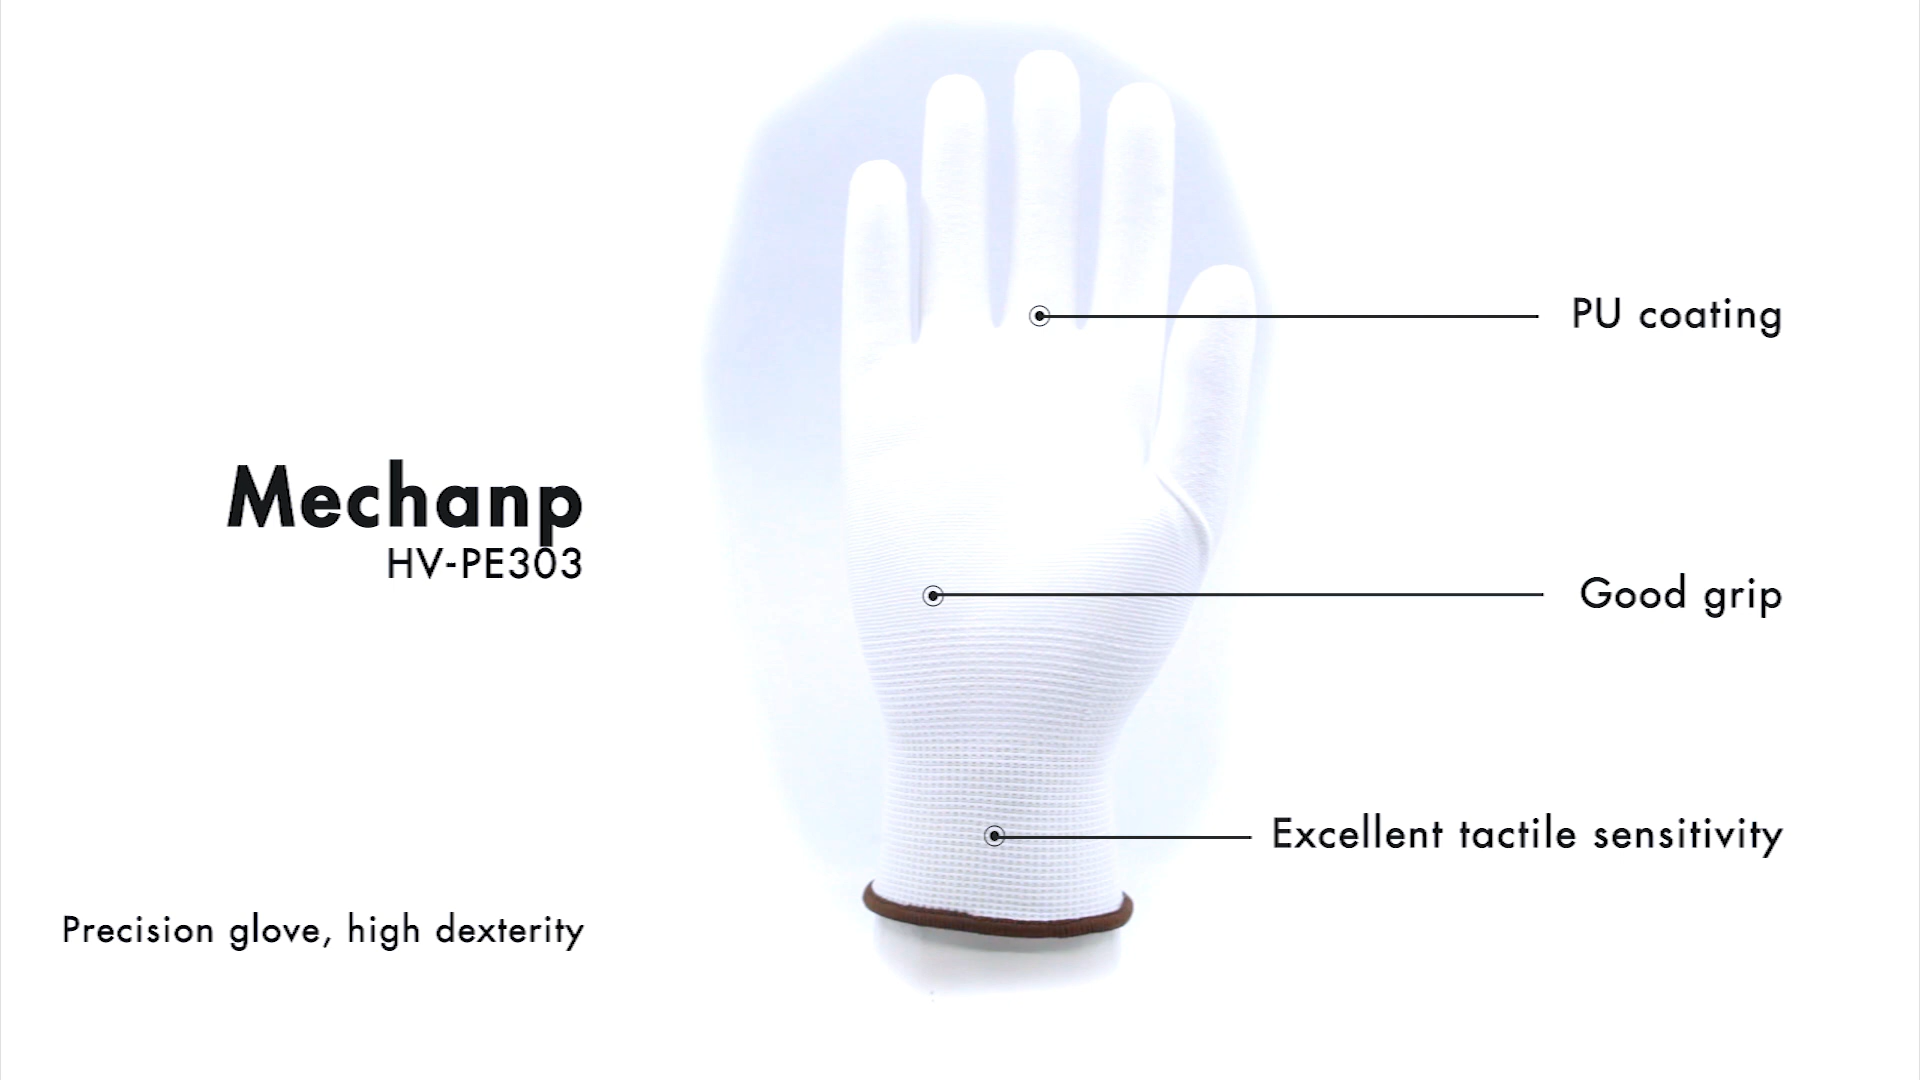 Mechanp
HV-PE303
Precision glove, high dexterity
PU coating
Good grip
Excellent tactile sensitivity